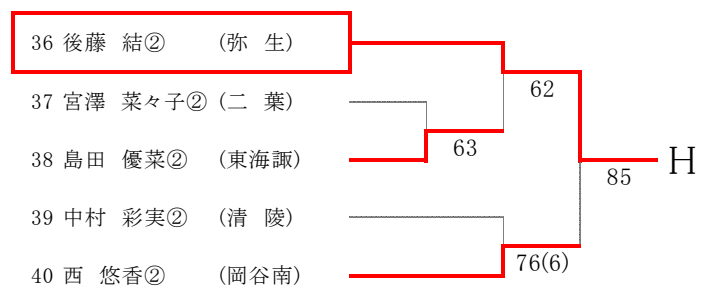 36 後藤 結② (弥 生)
62
37 宮澤 菜々子② (二 葉)
63
38 島田 優菜② (東海諏)
H
85
39 中村 彩実② (清 陵)
76(6)
40 西 悠香② (岡谷南)